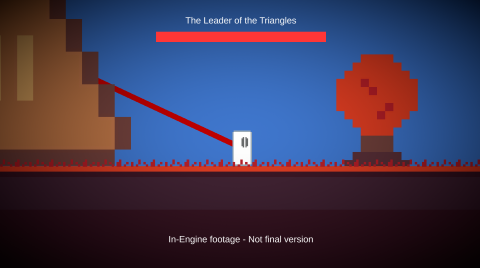 The Leader of the Triangles
In-Engine footage - Not final version